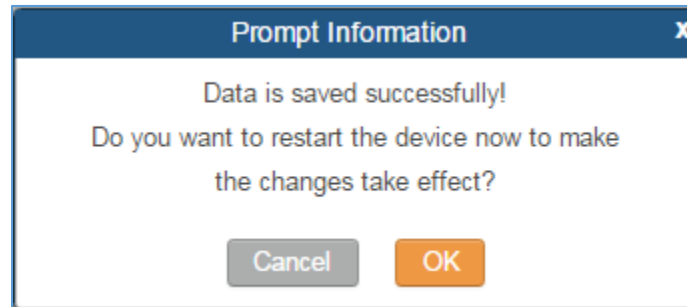 Prompt Information x
Data is saved successfully!
Do you want to restart the device now to make
the changes take effect?
Cancel OK